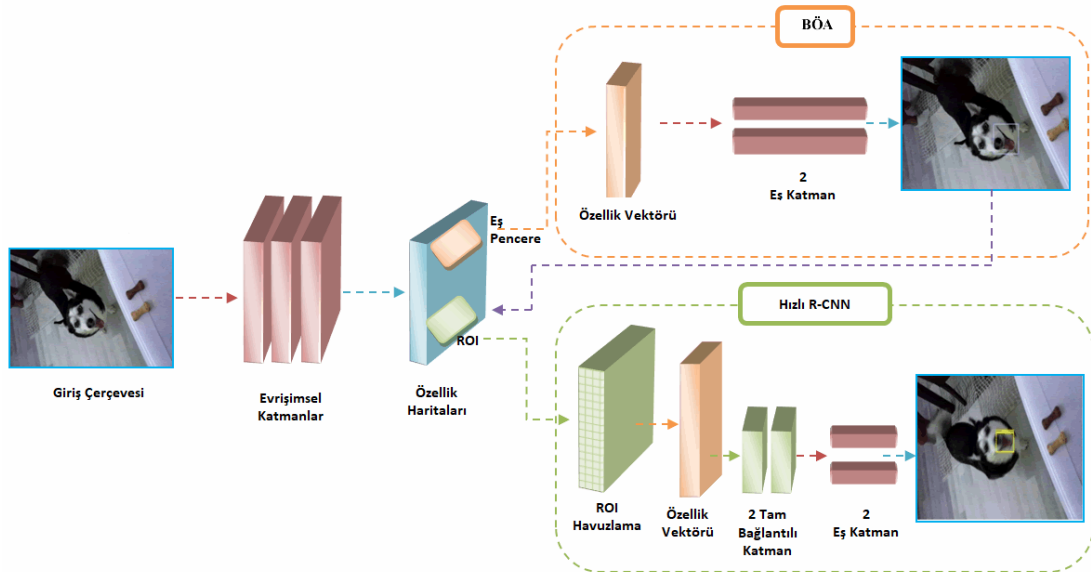 BÖA
Özellik Vektörü
2
Eş Katman
Eş
Pencere
Giriş Çerçevesi
Evrişimsel
Katmanlar
Özellik
Haritaları
ROI
Hızlı R-CNN
ROI
Havuzlama
Özellik
Vektörü
2 Tam
Bağlantılı
Katman
2
Eş Katman